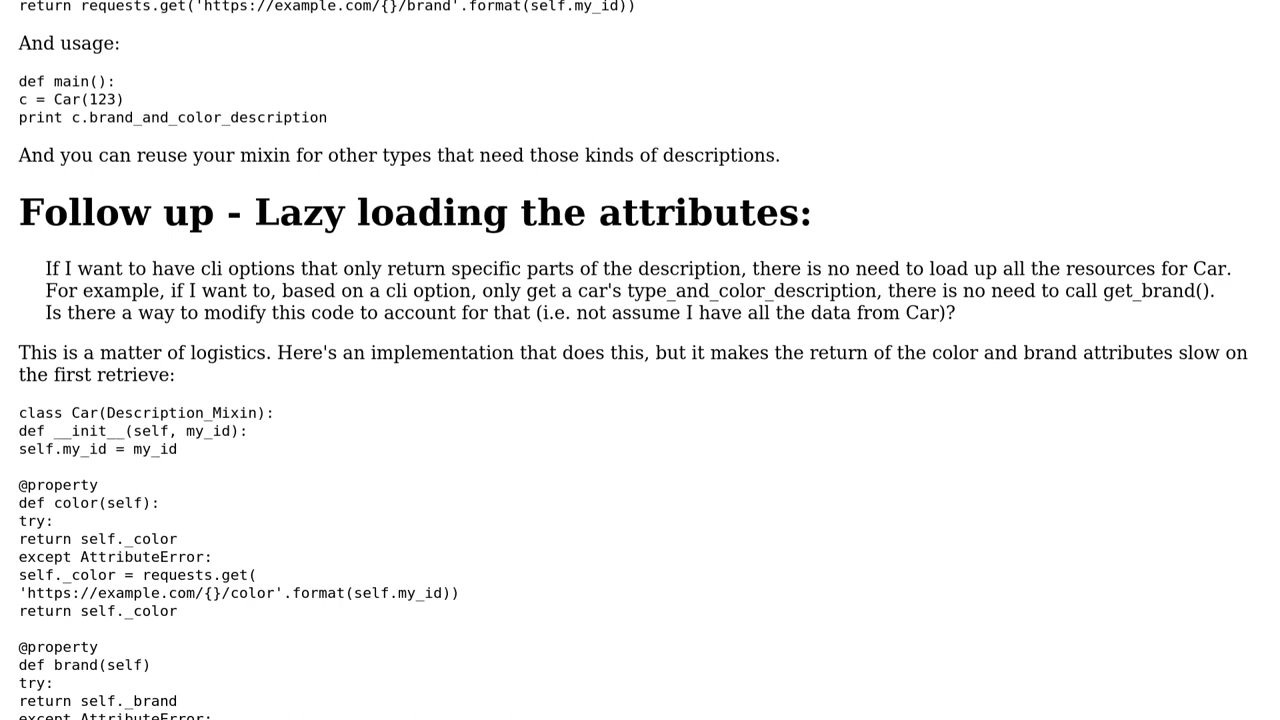 return requests.get('https://example.com/{}/brand'.format(self.my_id))
And usage:
def main():
c = Car(123)
print c.brand_and_color_description
And you can reuse your mixin for other types that need those kinds of descriptions.
Follow up - Lazy loading the attributes:
If I want to have cli options that only return specific parts of the description, there is no need to load up all the resources for Car.
For example, if I want to, based on a cli option, only get a car's type_and_color_description, there is no need to call get_brand().
Is there a way to modify this code to account for that (i.e. not assume I have all the data from Car)?
This is a matter of logistics. Here's an implementation that does this, but it makes the return of the color and brand attributes slow on
the first retrieve:
class Car(Description_Mixin):
def __init__(self, my_id):
self.my_id = my_id
@property
def color(self):
try:
return self._color
except AttributeError:
self._color = requests.get(
'https://example.com/{}/color'.format(self.my_id))
return self._color
@property
def brand(self)
try:
return self._brand
except AttributeError: